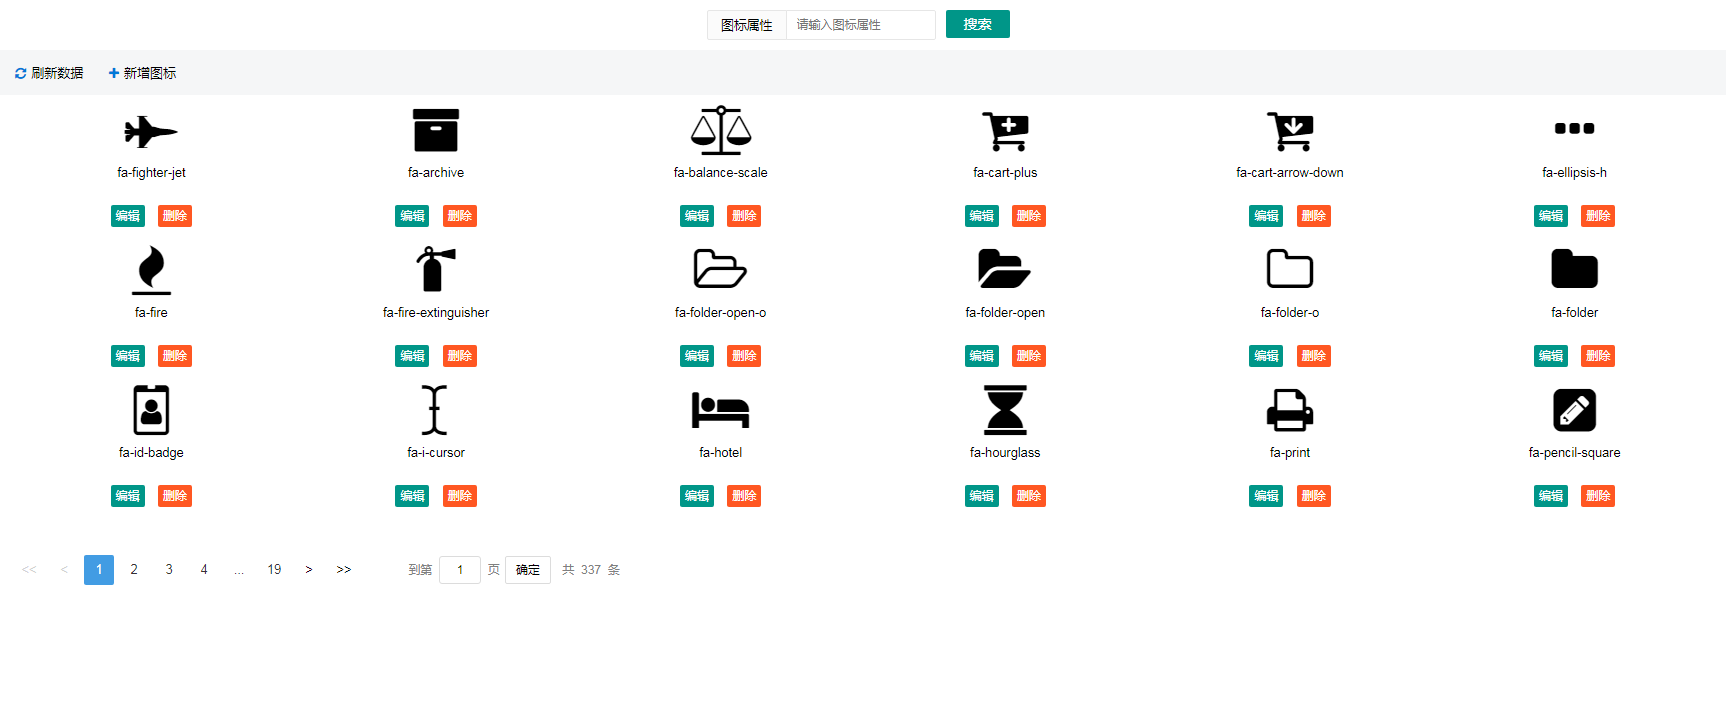 图标属性 请输入图标属性 搜索
刷新数据 新增图标
fa-fighter-jet fa-archive fa-balance-scale fa-cart-plus fa-cart-arrow-down fa-ellipsis-h
编辑 删除 编辑 删除 编辑 删除 编辑 删除 编辑 删除 编辑 删除
fa-fire fa-fire-extinguisher fa-folder-open-o fa-folder-open fa-folder-o fa-folder
编辑 删除 编辑 删除 编辑 删除 编辑 删除 编辑 删除 编辑 删除
fa-id-badge fa-i-cursor fa-hotel fa-hourglass fa-print fa-pencil-square
编辑 删除 编辑 删除 编辑 删除 编辑 删除 编辑 删除 编辑 删除
<< < 1 2 3 4 ... 19 > >> 到第 1 页 确定 共 337 条